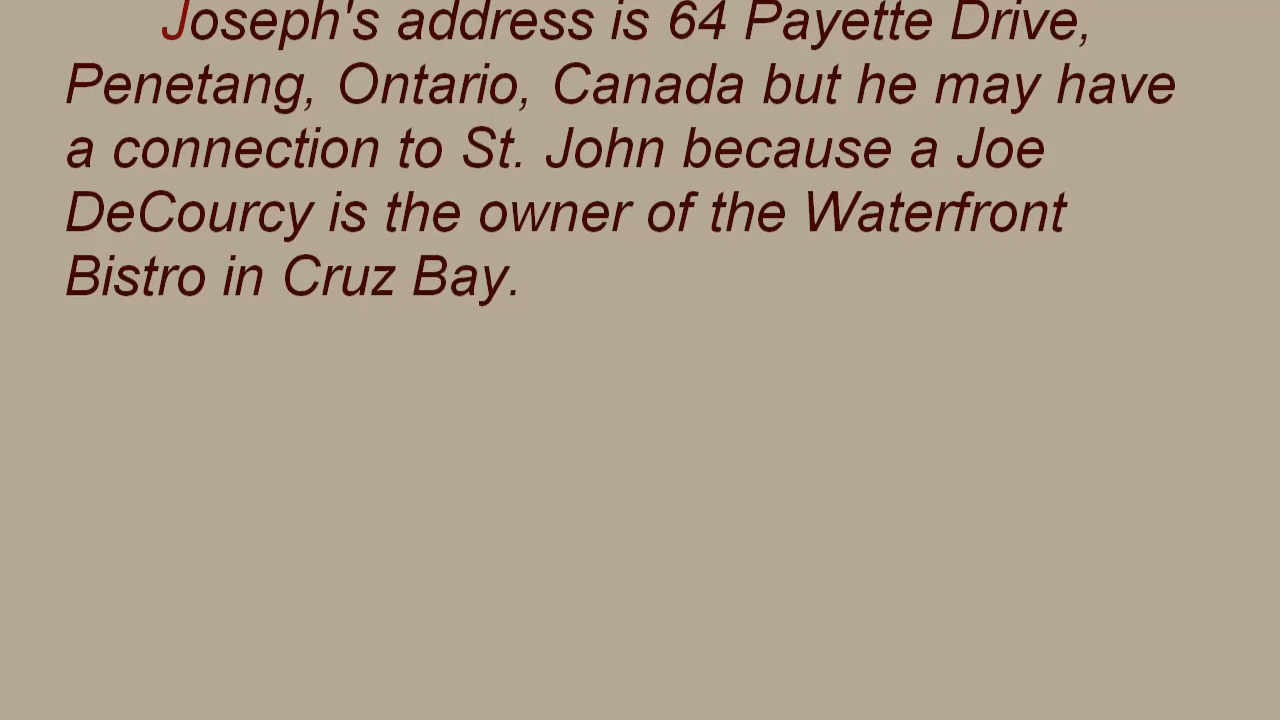 Joseph's address is 64 Payette Drive,
Penetang, Ontario, Canada but he may have
a connection to St. John because a Joe
DeCourcy is the owner of the Waterfront
Bistro in Cruz Bay.